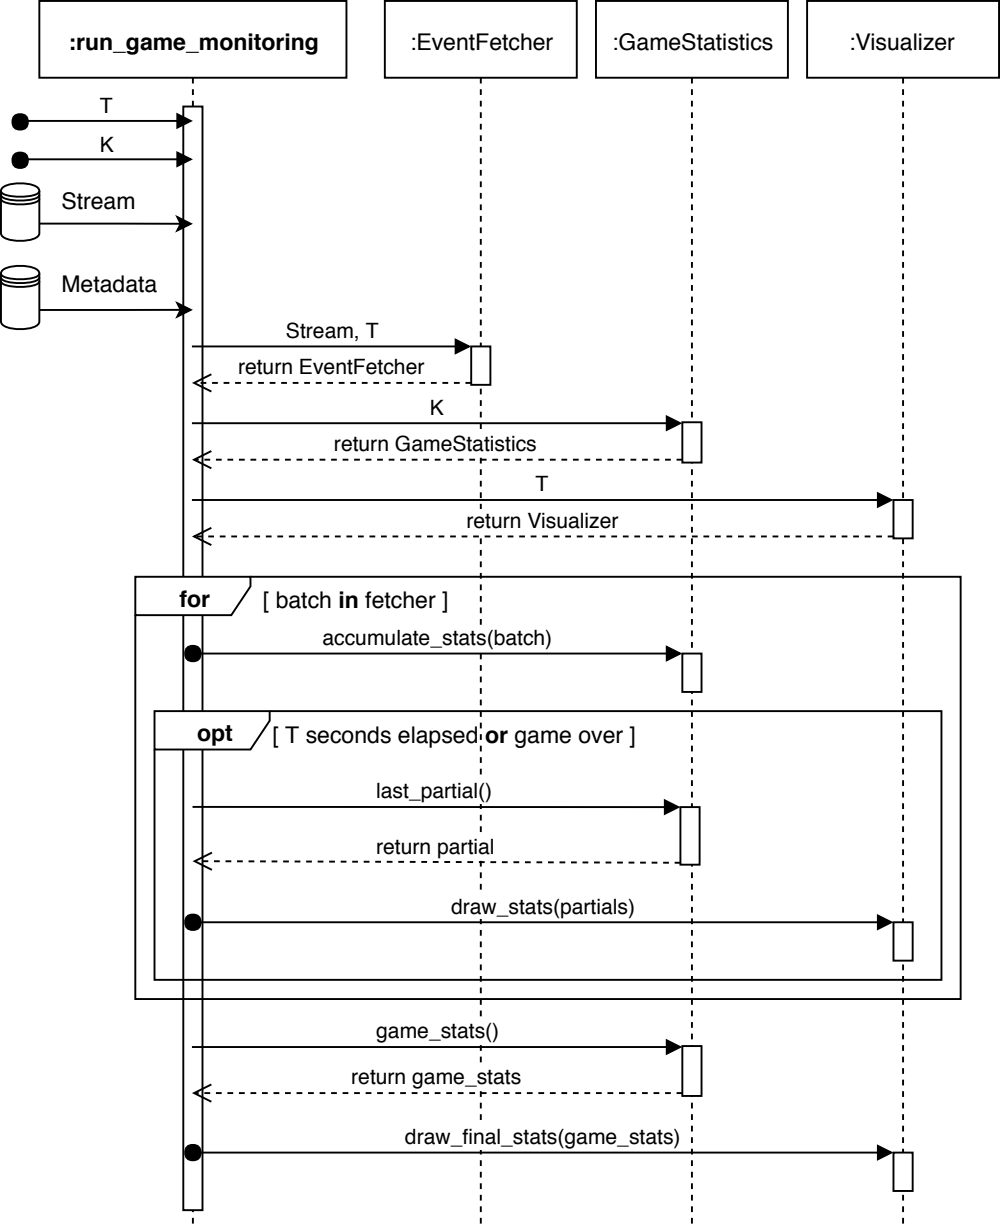 :run_game_monitoring
:EventFetcher
:GameStatistics
:Visualizer
T
K
Stream
Metadada
Stream, T
return EventFetcher
K
return GameStatistics
T
return Visualizer
for
[ batch in fetcher ]
accumulate_stats(batch)
opt
[ T seconds elapsed or game over ]
last_partial()
return partial
draw_stats(partials)
game_stats()
return game_stats
draw_final_stats(game_stats)